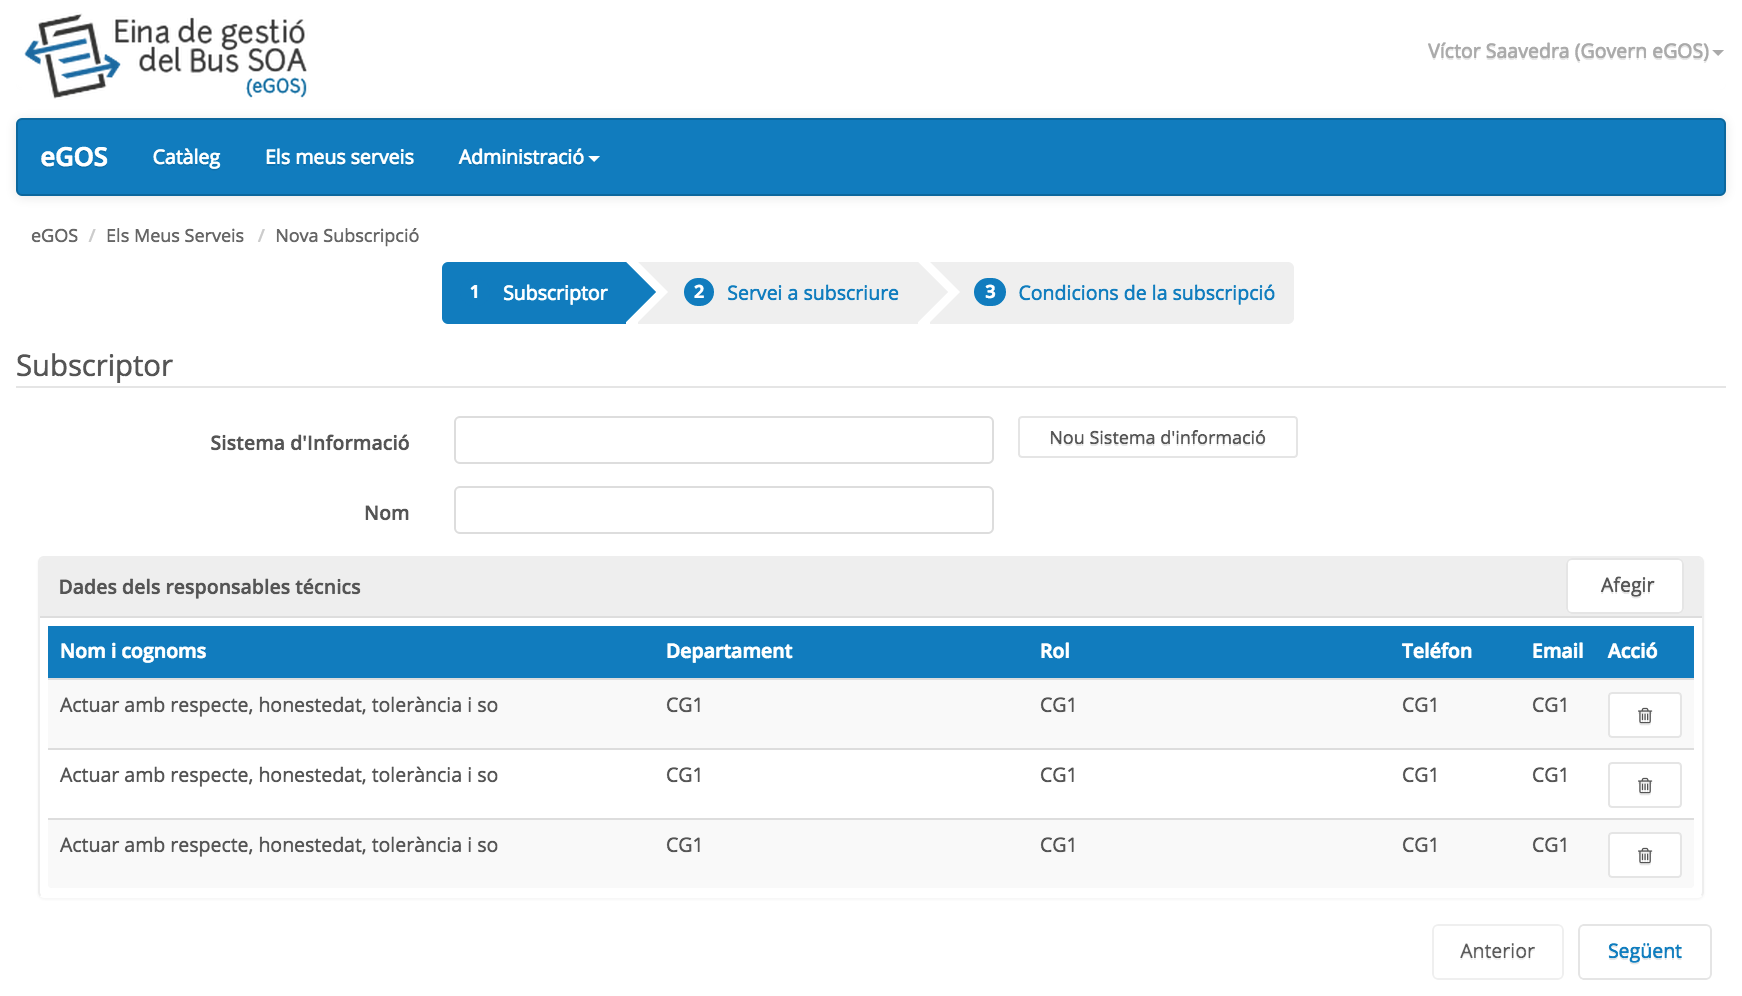 Eina de gestió
del Bus SOA
(eGOS)
Víctor Saavedra (Govern eGOS)
eGOS Catàleg Els meus serveis Administració
eGOS / Els Meus Serveis / Nova Subscripció
1 Subscriptor 2 Servei a subscriure 3 Condicions de la subscripció
Subscriptor
Sistema d'Informació Nou Sistema d'informació
Nom
Dades dels responsables técnics Afegir
Nom i cognoms Departament Rol Teléfon Email Acció
Actuar amb respecte, honestedat, tolerància i so CG1 CG1 CG1 CG1
Actuar amb respecte, honestedat, tolerància i so CG1 CG1 CG1 CG1
Actuar amb respecte, honestedat, tolerància i so CG1 CG1 CG1 CG1
Anterior Següent